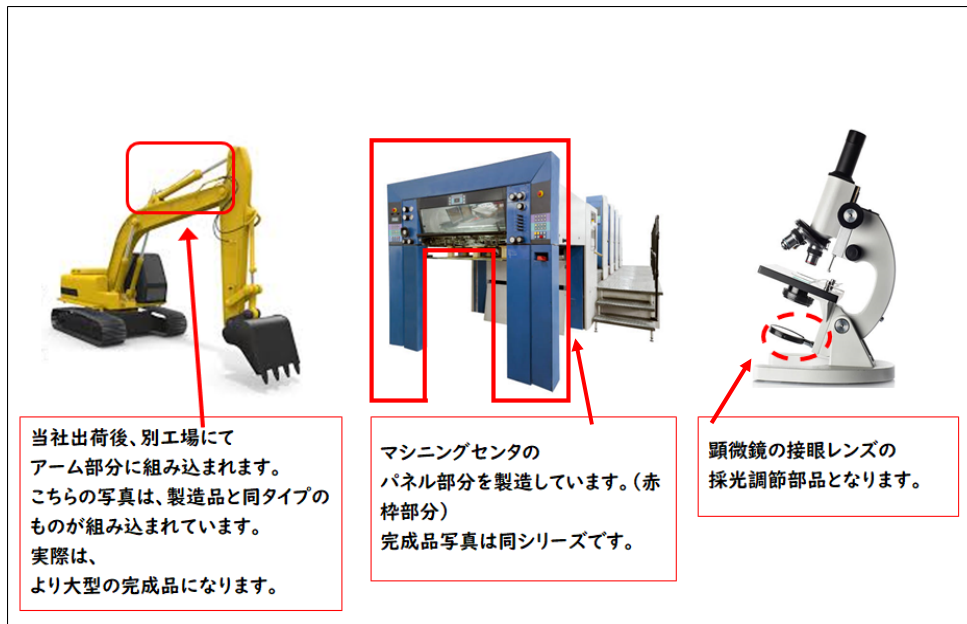 当社出荷後、別工場にて
アーム部分に組み込まれます。
こちらの写真は、製造品と同タイプの
ものが組み込まれています。
実際は、
より大型の完成品になります。
マシニングセンタの
パネル部分を製造しています。（赤
枠部分）
完成品写真は同シリーズです。
顕微鏡の接眼レンズの
採光調節部品となります。